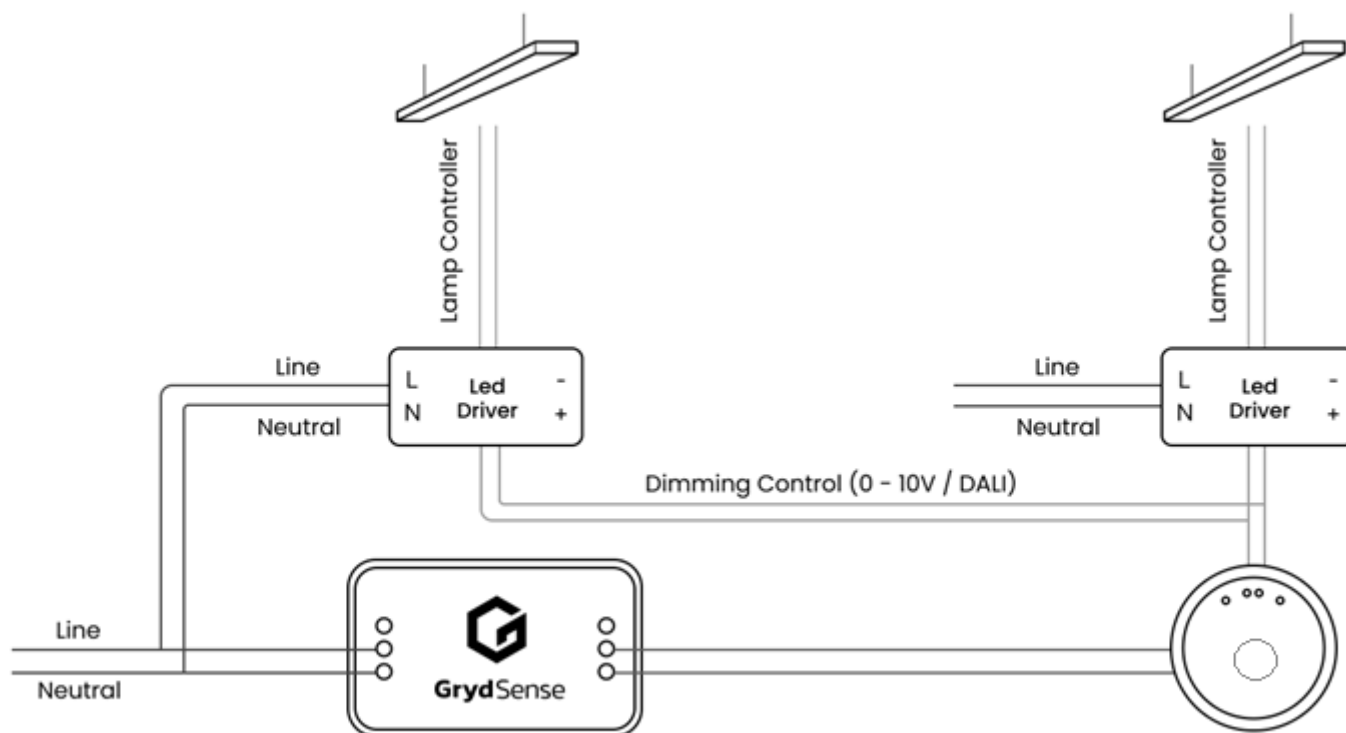 Lamp Controller
Lamp Controller
Line
L
Led
Driver
-
N
+
Neutral
Line
L
Led
Driver
-
N
+
Neutral
Dimming Control (0 - 10V / DALI)
Line
Neutral
GrydSense